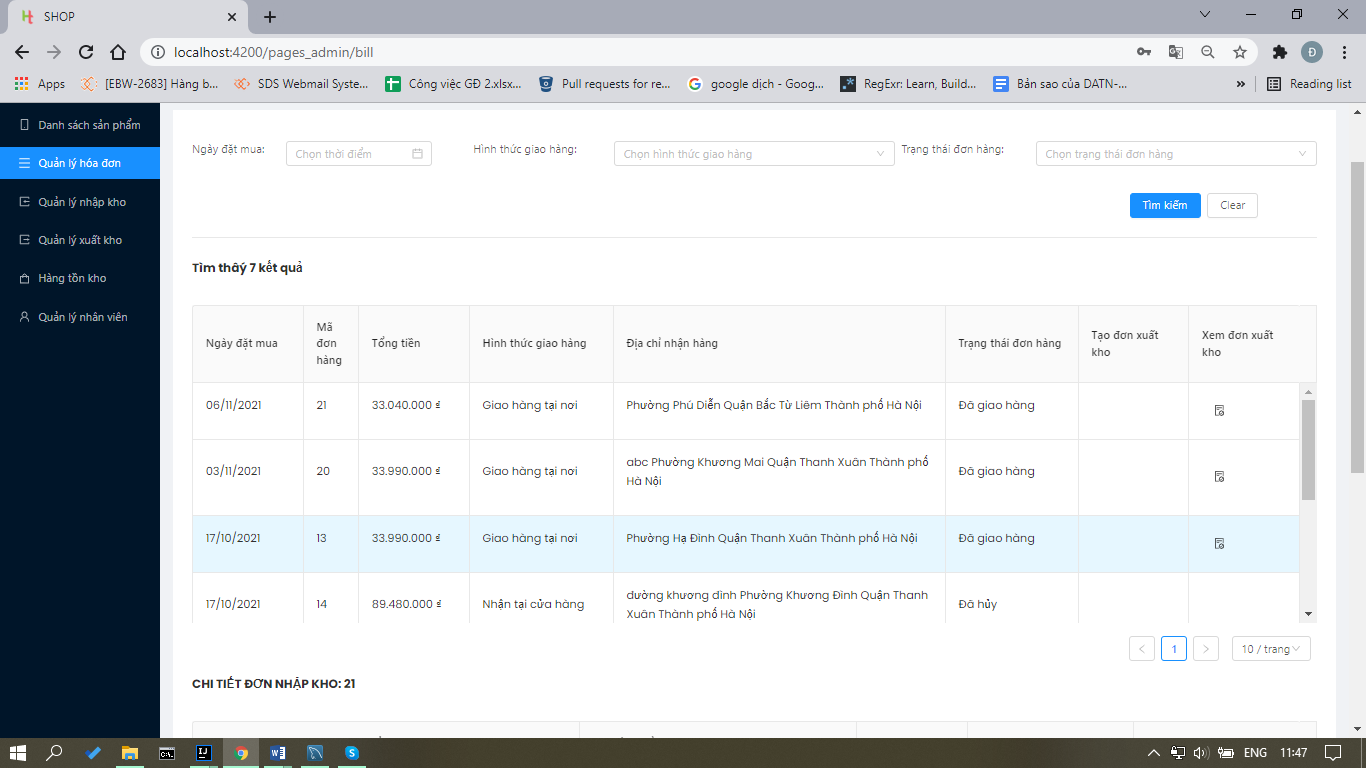 SHOP
localhost:4200/pages_admin/bill
Đ
Apps
[EBW-2683] Hàng b...
SDS Webmail Syste...
Công việc GĐ 2.xlsx...
Pull requests for re...
google dịch - Goog...
RegExr: Learn, Build...
Bản sao của DATN-...
»
Reading list
Danh sách sản phẩm
Quản lý hóa đơn
Quản lý nhập kho
Quản lý xuất kho
Hàng tồn kho
Quản lý nhân viên
Ngày đặt mua: Chọn thời điểm Hình thức giao hàng: Chọn hình thức giao hàng Trạng thái đơn hàng: Chọn trạng thái đơn hàng
Tìm kiếm Clear
Tìm thấy 7 kết quả
Ngày đặt mua Mã đơn hàng Tổng tiền Hình thức giao hàng Địa chỉ nhận hàng Trạng thái đơn hàng Tạo đơn xuất kho Xem đơn xuất kho
06/11/2021 21 33.040.000 ₫ Giao hàng tại nơi Phường Phú Diễn Quận Bắc Từ Liêm Thành phố Hà Nội Đã giao hàng
03/11/2021 20 33.990.000 ₫ Giao hàng tại nơi abc Phường Khương Mai Quận Thanh Xuân Thành phố Hà Nội Đã giao hàng
17/10/2021 13 33.990.000 ₫ Giao hàng tại nơi Phường Hạ Đình Quận Thanh Xuân Thành phố Hà Nội Đã giao hàng
17/10/2021 14 89.480.000 ₫ Nhận tại cửa hàng đường khương đình Phường Khương Đình Quận Thanh Xuân Thành phố Hà Nội Đã hủy
< 1 > 10 / trang
CHI TIẾT ĐƠN NHẬP KHO: 21
ENG 11:47